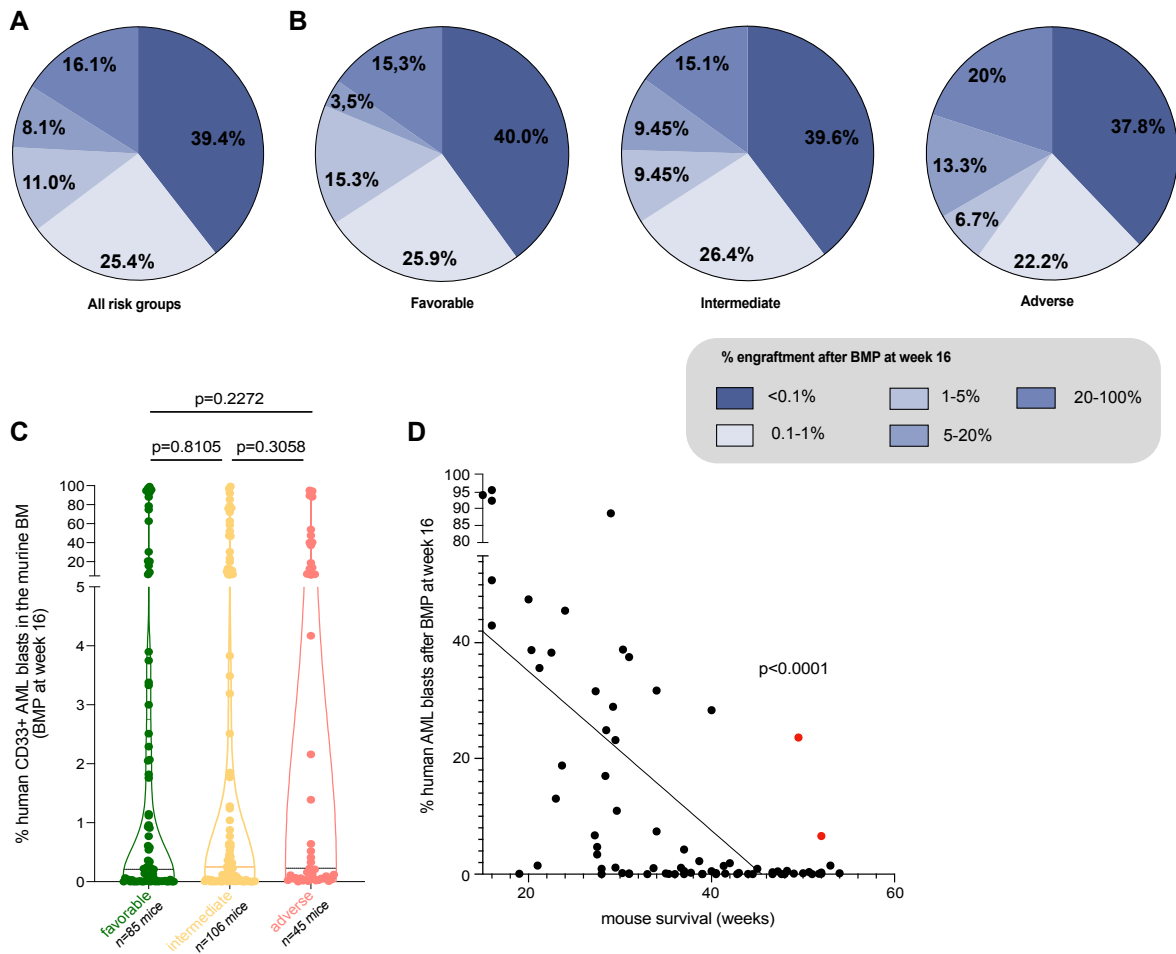 A
B
16.1%
8.1%
11.0%
25.4%
39.4%
All risk groups
15,3%
3,5%
15.3%
25.9%
40.0%
Favorable
15.1%
9.45%
9.45%
26.4%
39.6%
Intermediate
20%
13.3%
6.7%
22.2%
37.8%
Adverse
% engraftment after BMP at week 16
<0.1%
1-5%
20-100%
0.1-1%
5-20%
C
p=0.2272
p=0.8105
p=0.3058
% human CD33+ AML blasts in the murine BM
(BMP at week 16)
100
80
60
40
20
5
4
3
2
1
0
favorable
n=85 mice
intermediate
n=106 mice
adverse
n=45 mice
D
% human AML blasts after BMP at week 16
100
95
90
85
80
40
20
0
p<0.0001
20
40
60
mouse survival (weeks)